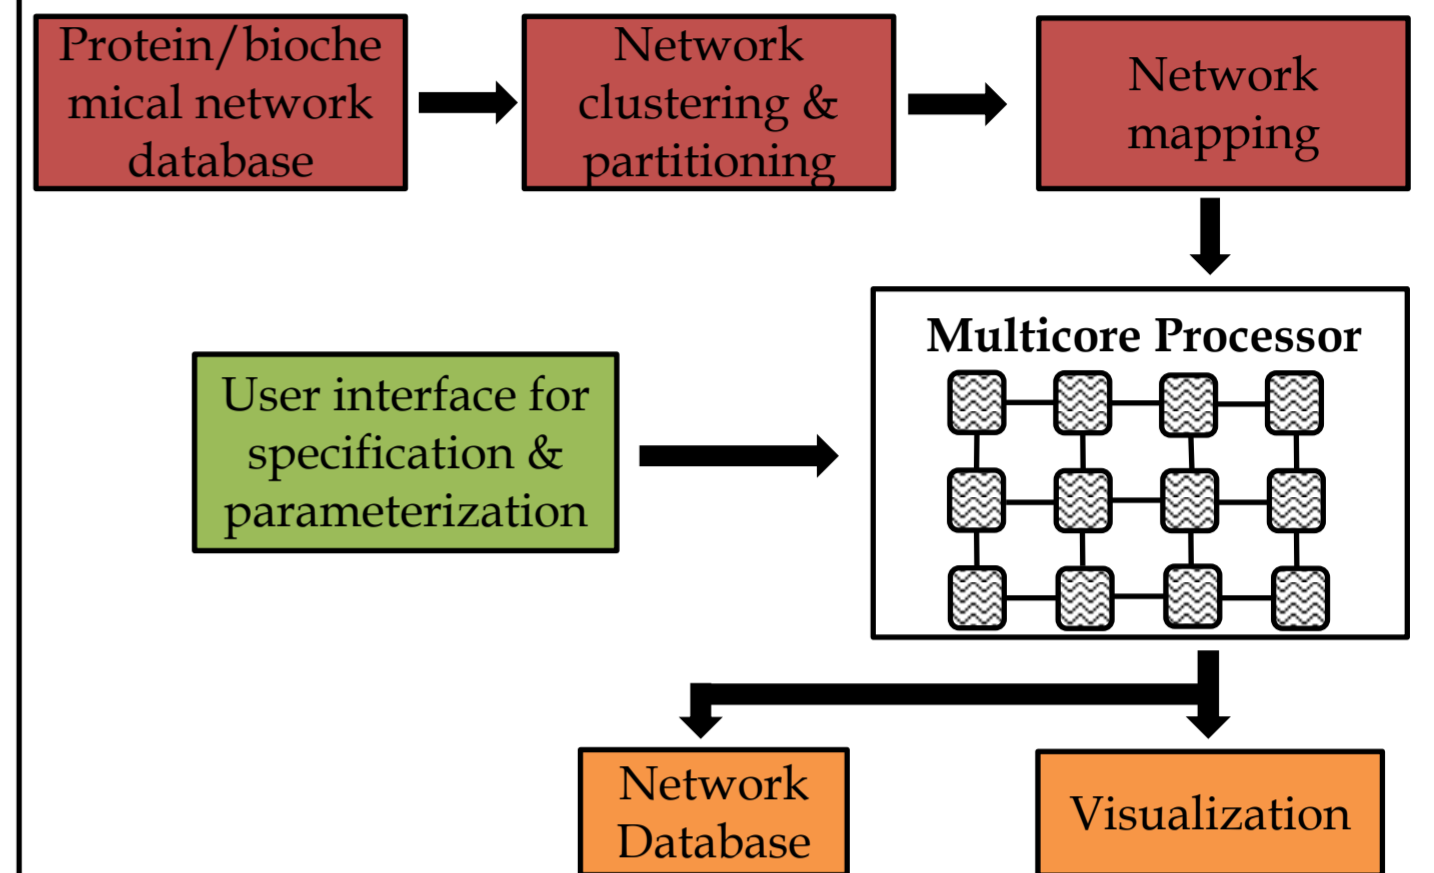 Protein/bioche
mical network
database
Network
clustering &
partitioning
Network
mapping
Multicore Processor
User interface for
specification &
parameterization
Network
Database
Visualization